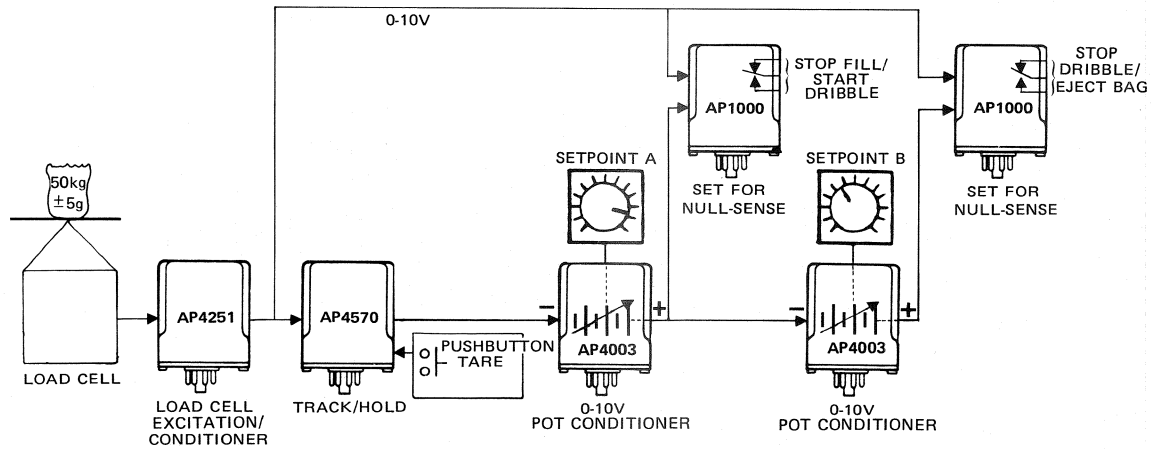 0-10V
AP1000
STOP FILL/
START
DRIBBLE
SET FOR
NULL-SENSE
AP1000
STOP
DRIBBLE/
EJECT BAG
SET FOR
NULL-SENSE
50kg
±5g
LOAD CELL
AP4251
LOAD CELL
EXCITATION/
CONDITIONER
AP4570
TRACK/HOLD
PUSHBUTTON
TARE
SETPOINT A
−
+
AP4003
0-10V
POT CONDITIONER
SETPOINT B
−
+
AP4003
0-10V
POT CONDITIONER